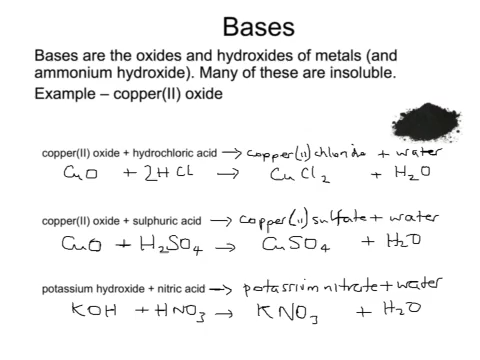 Bases
Bases are the oxides and hydroxides of metals (and
ammonium hydroxide). Many of these are insoluble.
Example – copper(II) oxide
copper(II) oxide + hydrochloric acid → copper(II) chloride + water
CuO + 2HCl → CuCl₂ + H₂O
copper(II) oxide + sulphuric acid → copper(II) sulfate + water
CuO + H₂SO₄ → CuSO₄ + H₂O
potassium hydroxide + nitric acid → potassium nitrate + water
KOH + HNO₃ → KNO₃ + H₂O